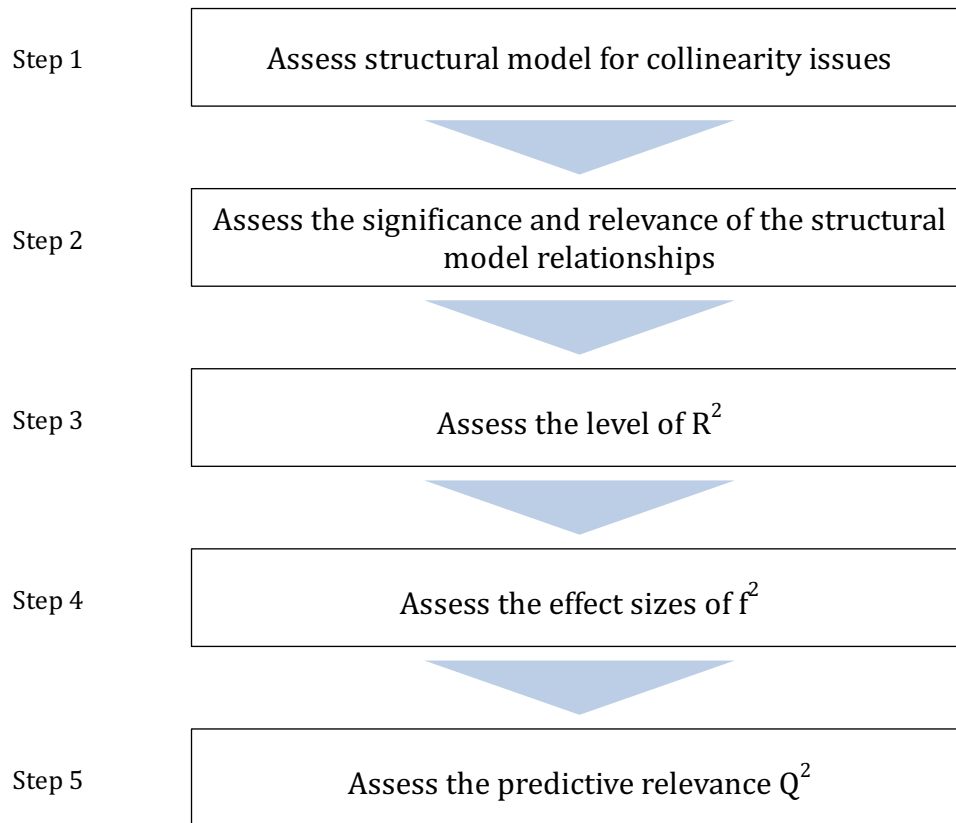 Step 1
Assess structural model for collinearity issues
Step 2
Assess the significance and relevance of the structural
model relationships
Step 3
Assess the level of R²
Step 4
Assess the effect sizes of f²
Step 5
Assess the predictive relevance Q²